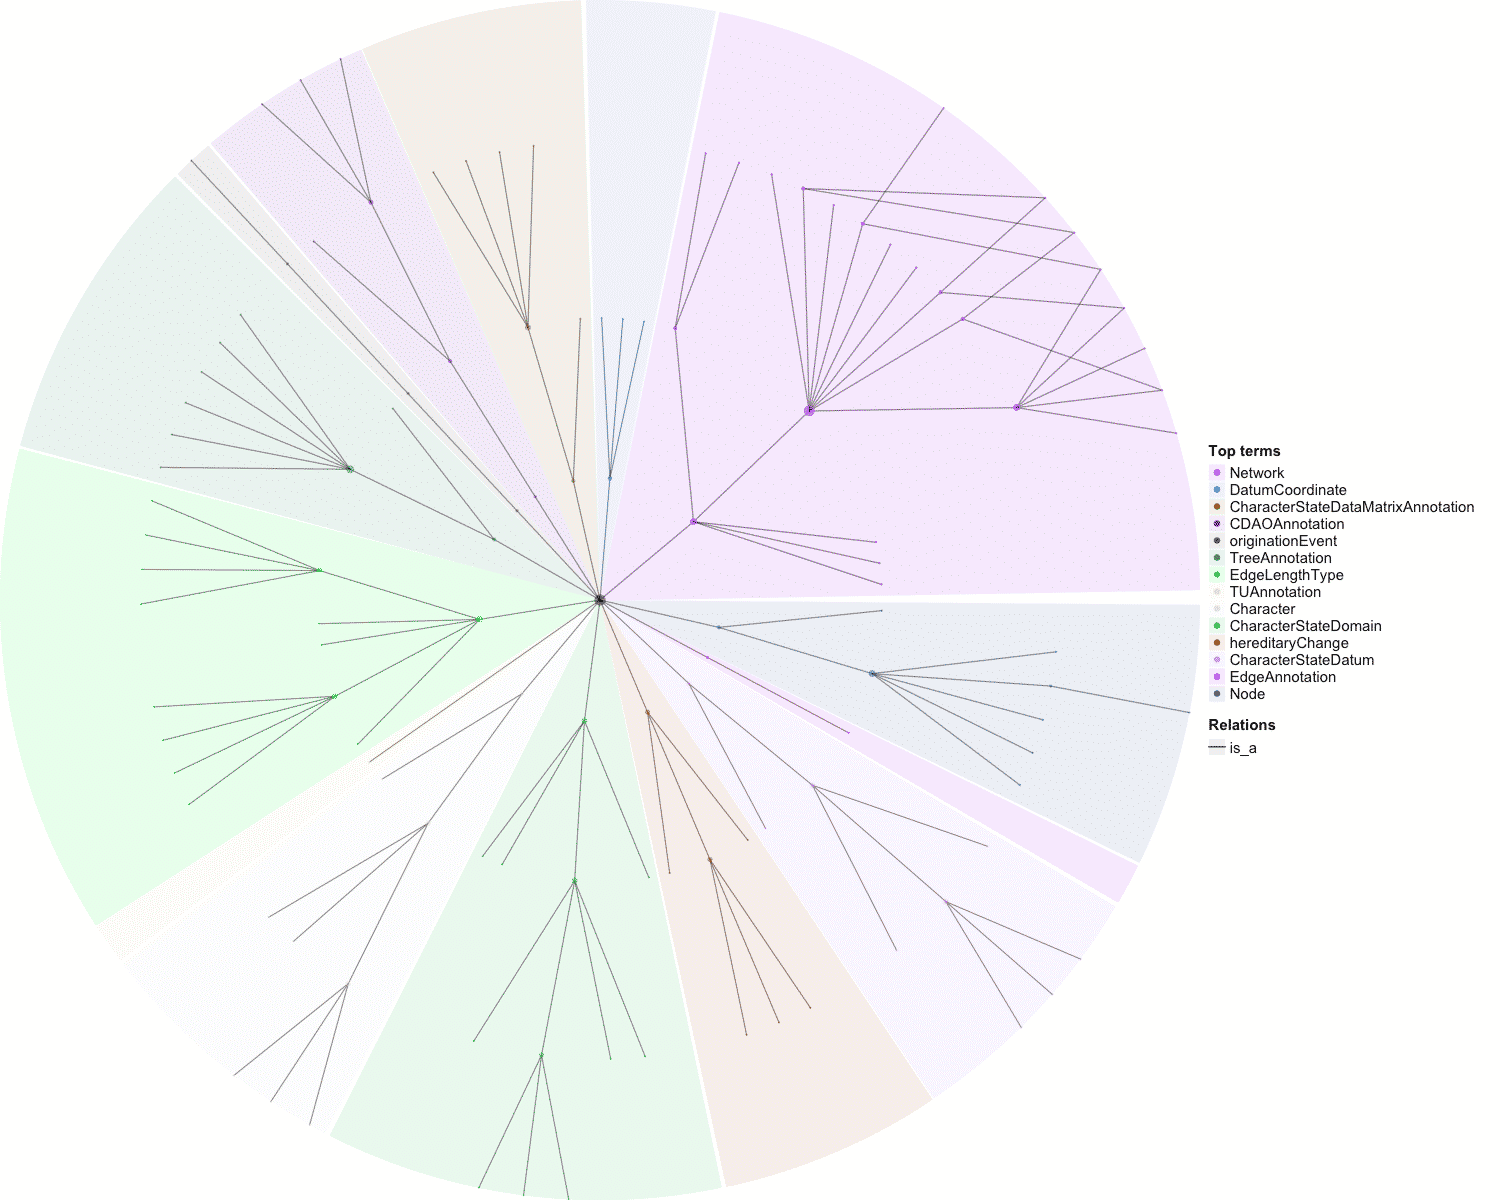 Top terms
Network
DatumCoordinate
CharacterStateDataMatrixAnnotation
CDAOAnnotation
originationEvent
TreeAnnotation
EdgeLengthType
TUAnnotation
Character
CharacterStateDomain
hereditaryChange
CharacterStateDatum
EdgeAnnotation
Node
Relations
is_a